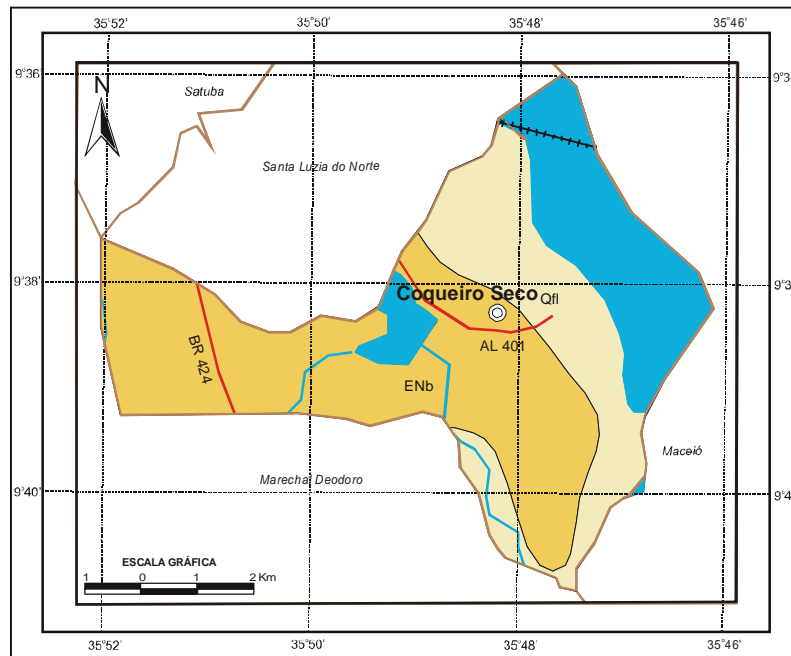 35°52'
35°50'
35°48'
35°46'
9°36'
9°3
N
Satuba
Santa Luzia do Norte
9°38'
9°3
Coqueiro Seco
Qfl
BR 424
AL 401
ENb
Maceió
Marechal Deodoro
9°40'
9°4
ESCALA GRÁFICA
1 0 1 2 Km
35°52'
35°50'
35°48'
35°46'